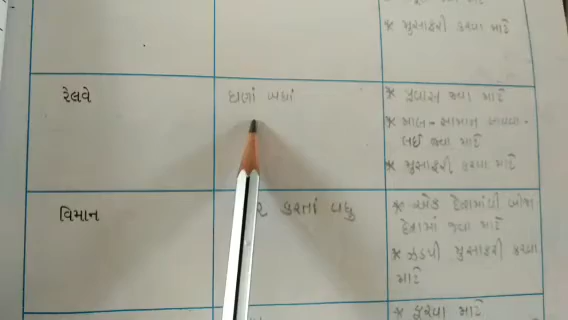 * મુસાફરી કરવા માટે
રેલવે
ઘણાં બધાં
* પ્રવાસ જવા માટે
* માલ-સામાન લાવવા-
લઈ જવા માટે
* મુસાફરી કરવા માટે
વિમાન
કરતાં વધુ
* એક દેશમાંથી બીજા
દેશમાં જવા માટે
* ઝડપી મુસાફરી કરવા
માટે
* ફરવા માટે